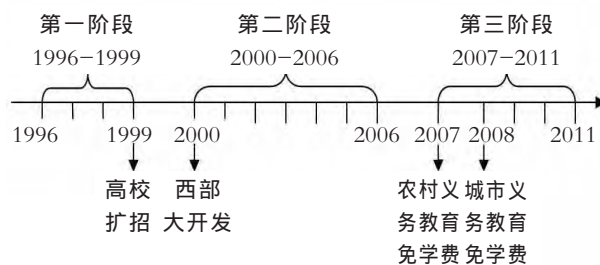 第一阶段 第二阶段 第三阶段
1996-1999 2000-2006 2007-2011
1996 1999 2000 2006 2007 2008 2011
高校 西部 农村义 城市义
扩招 大开发 务教育 务教育
免学费 免学费